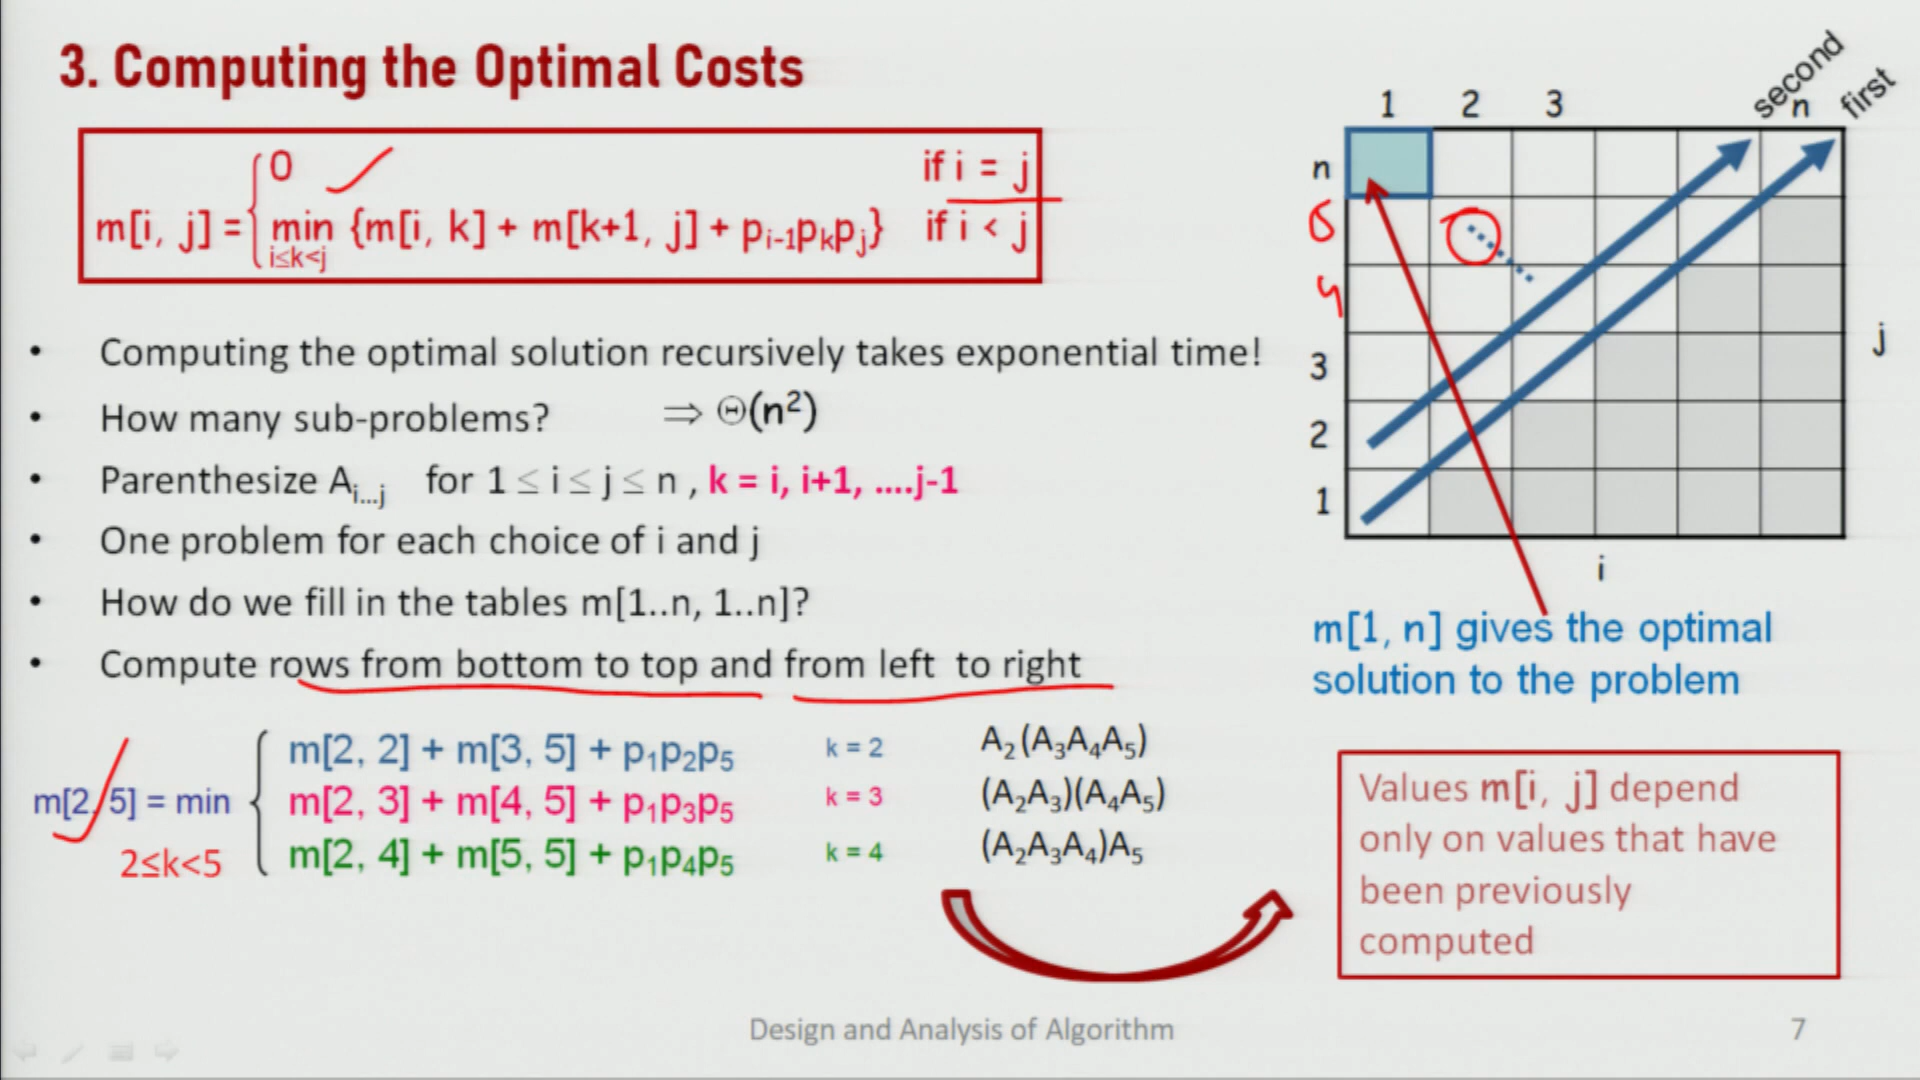 3. Computing the Optimal Costs
0 if i = j
m[i, j] = min {m[i, k] + m[k+1, j] + pᵢ₋₁pₖpⱼ} if i < j
i≤k<j
• Computing the optimal solution recursively takes exponential time!
• How many sub-problems? ⇒ Θ(n²)
• Parenthesize Aᵢ…ⱼ for 1 ≤ i ≤ j ≤ n , k = i, i+1, ….j-1
• One problem for each choice of i and j
• How do we fill in the tables m[1..n, 1..n]?
• Compute rows from bottom to top and from left to right
m[2, 5] = min
2≤k<5
m[2, 2] + m[3, 5] + p₁p₂p₅ k = 2 A₂(A₃A₄A₅)
m[2, 3] + m[4, 5] + p₁p₃p₅ k = 3 (A₂A₃)(A₄A₅)
m[2, 4] + m[5, 5] + p₁p₄p₅ k = 4 (A₂A₃A₄)A₅
second
first
1 2 3 n
n
5
4
3
2
1
j
i
m[1, n] gives the optimal
solution to the problem
Values m[i, j] depend
only on values that have
been previously
computed
Design and Analysis of Algorithm
7